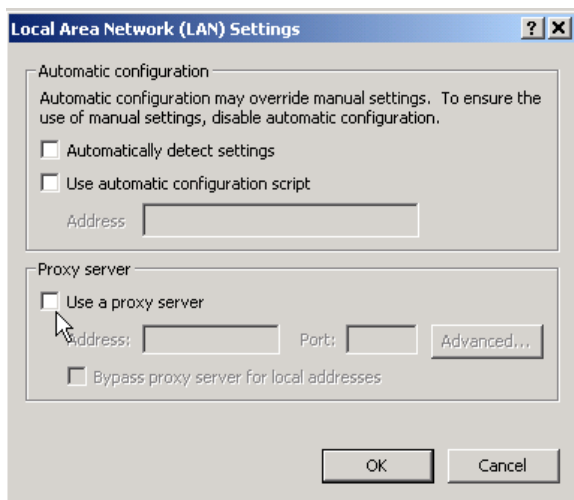 Local Area Network (LAN) Settings
Automatic configuration
Automatic configuration may override manual settings. To ensure the
use of manual settings, disable automatic configuration.
Automatically detect settings
Use automatic configuration script
Address
Proxy server
Use a proxy server
Address: Port: Advanced...
Bypass proxy server for local addresses
OK Cancel